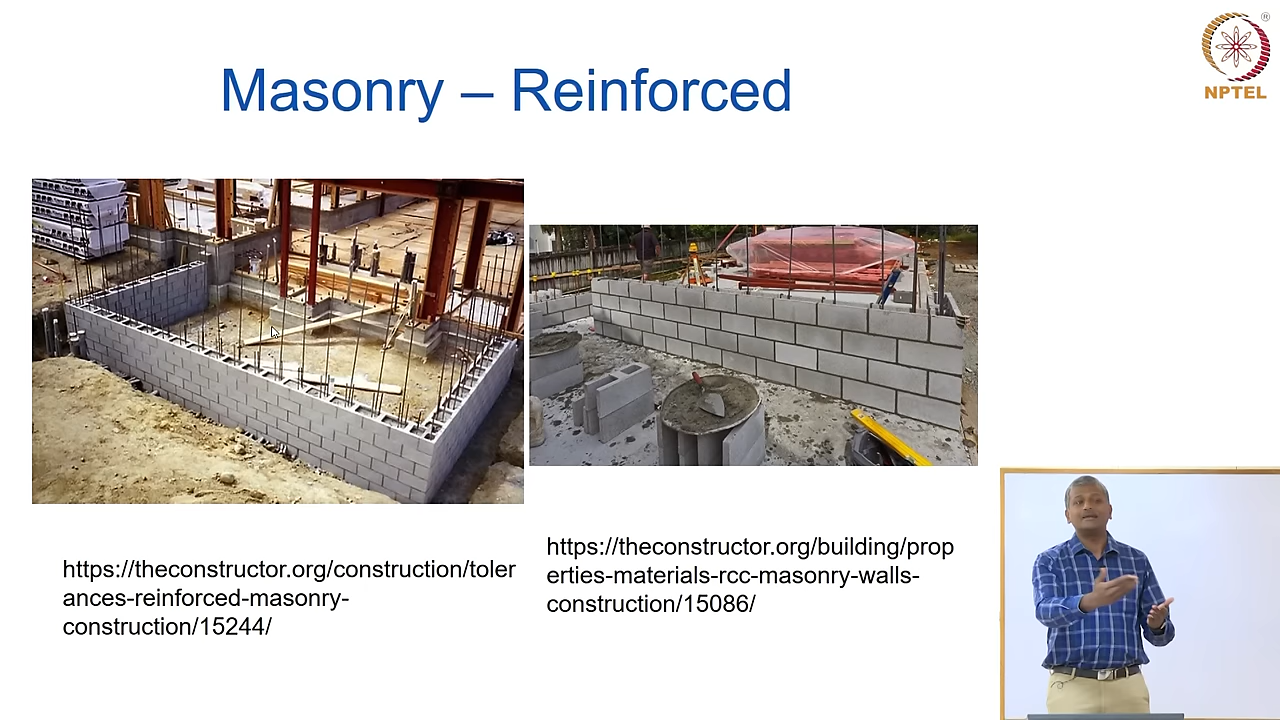 Masonry – Reinforced
®
NPTEL
https://theconstructor.org/construction/toler
ances-reinforced-masonry-
construction/15244/
https://theconstructor.org/building/prop
erties-materials-rcc-masonry-walls-
construction/15086/